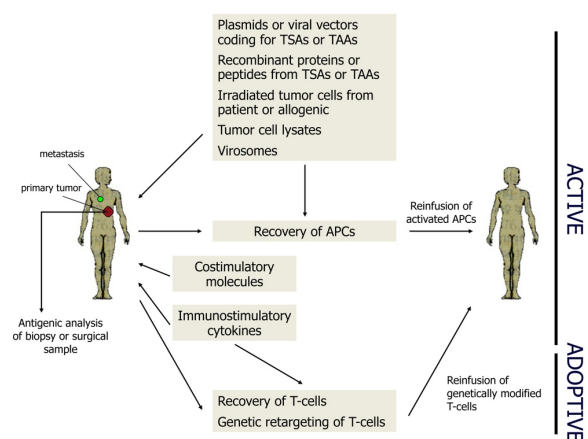 Plasmids or viral vectors
coding for TSAs or TAAs
Recombinant proteins or
peptides from TSAs or TAAs
Irradiated tumor cells from
patient or allogenic
Tumor cell lysates
Virosomes
metastasis
primary tumor
Recovery of APCs
Reinfusion of
activated APCs
Costimulatory
molecules
Immunostimulatory
cytokines
Antigenic analysis
of biopsy or surgical
sample
Recovery of T-cells
Genetic retargeting of T-cells
Reinfusion of
genetically modified
T-cells
ACTIVE
ADOPTIVE